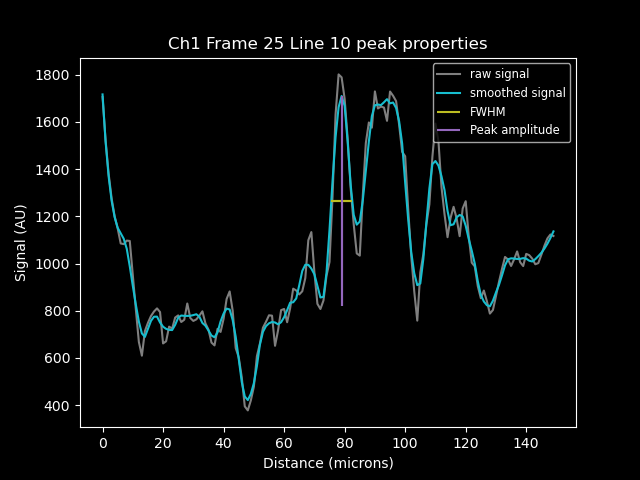 Ch1 Frame 25 Line 10 peak properties
raw signal
smoothed signal
FWHM
Peak amplitude
Signal (AU)
1800
1600
1400
1200
1000
800
600
400
0 20 40 60 80 100 120 140
Distance (microns)